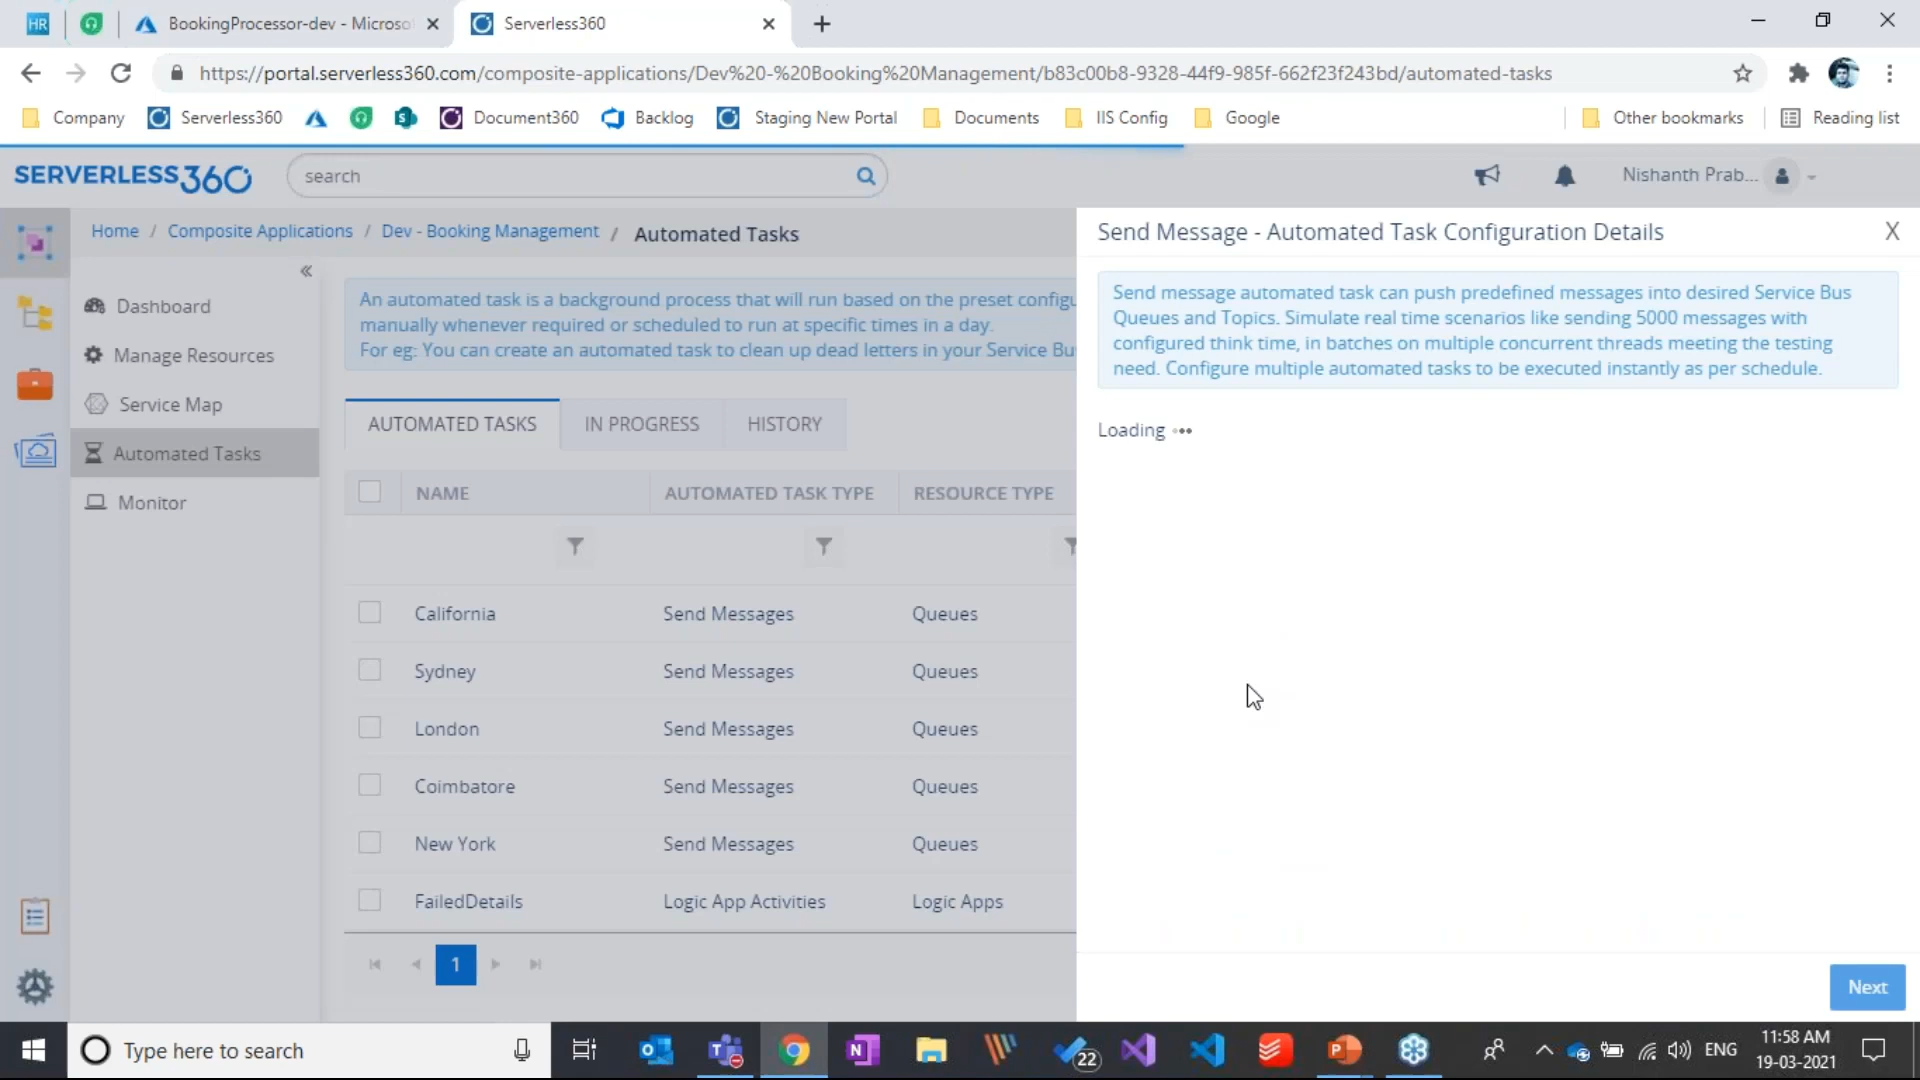 HR
BookingProcessor-dev - Microso
Serverless360
https://portal.serverless360.com/composite-applications/Dev%20-%20Booking%20Management/b83c00b8-9328-44f9-985f-662f23f243bd/automated-tasks
Company Serverless360 Document360 Backlog Staging New Portal Documents IIS Config Google Other bookmarks Reading list
SERVERLESS360
search
Nishanth Prab...
Home / Composite Applications / Dev - Booking Management / Automated Tasks
Dashboard
Manage Resources
Service Map
Automated Tasks
Monitor
An automated task is a background process that will run based on the preset configu
manually whenever required or scheduled to run at specific times in a day.
For eg: You can create an automated task to clean up dead letters in your Service Bu
AUTOMATED TASKS IN PROGRESS HISTORY
NAME AUTOMATED TASK TYPE RESOURCE TYPE
California Send Messages Queues
Sydney Send Messages Queues
London Send Messages Queues
Coimbatore Send Messages Queues
New York Send Messages Queues
FailedDetails Logic App Activities Logic Apps
1
Send Message - Automated Task Configuration Details
X
Send message automated task can push predefined messages into desired Service Bus
Queues and Topics. Simulate real time scenarios like sending 5000 messages with
configured think time, in batches on multiple concurrent threads meeting the testing
need. Configure multiple automated tasks to be executed instantly as per schedule.
Loading
Next
Type here to search
22
ENG
11:58 AM
19-03-2021